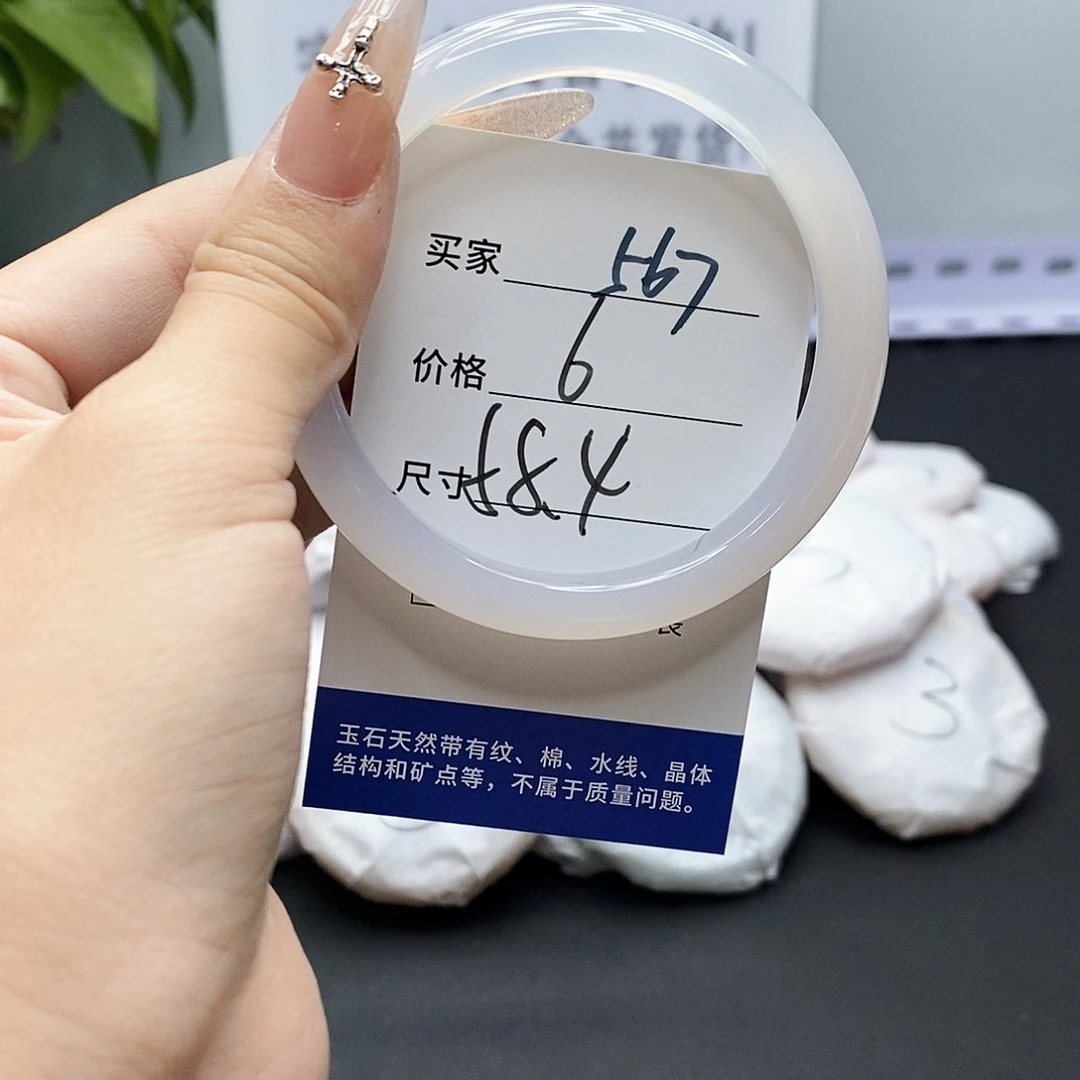 买家 567
价格 6
尺寸 58.4
玉石天然带有纹、棉、水线、晶体
结构和矿点等，不属于质量问题。
3